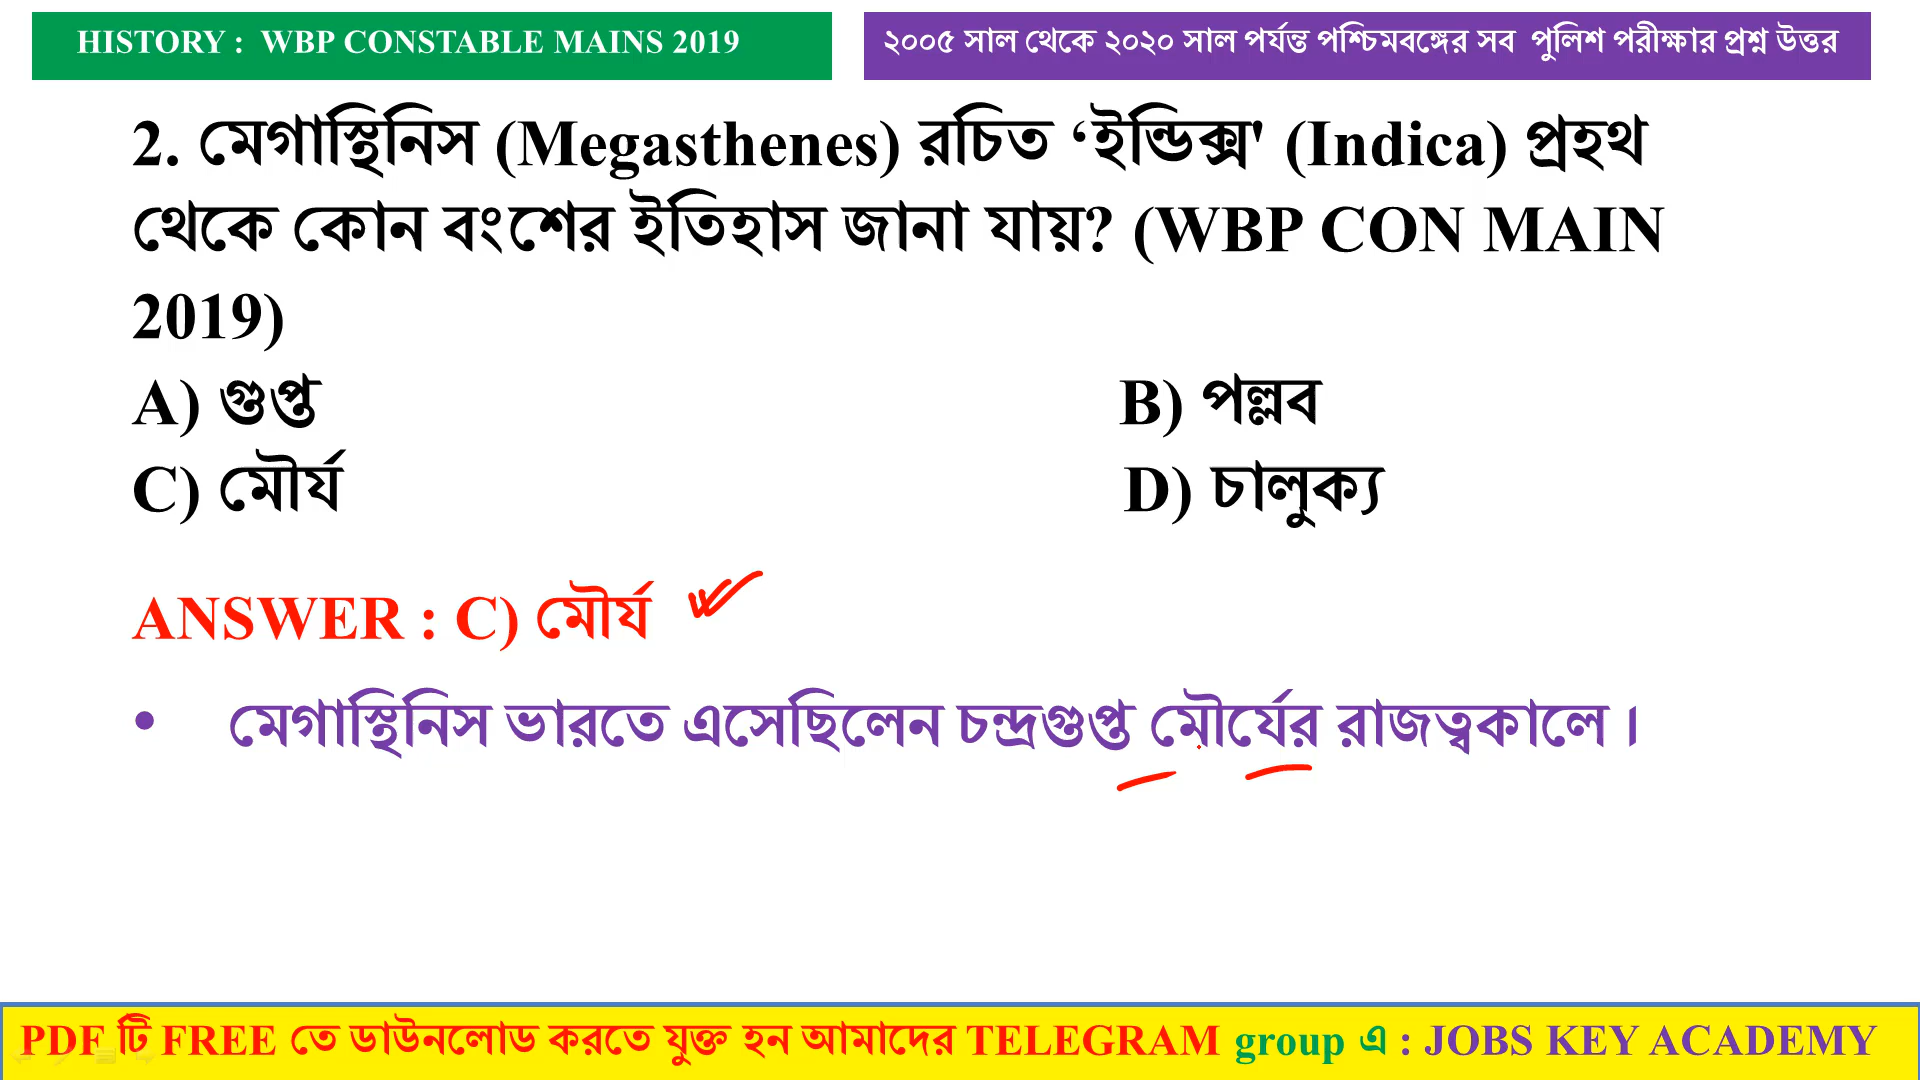 HISTORY : WBP CONSTABLE MAINS 2019
২০০৫ সাল থেকে ২০২০ সাল পর্যন্ত পশ্চিমবঙ্গের সব পুলিশ পরীক্ষার প্রশ্ন উত্তর
2. মেগাস্থিনিস (Megasthenes) রচিত ‘ইন্ডিক্স' (Indica) প্রহথ
থেকে কোন বংশের ইতিহাস জানা যায়? (WBP CON MAIN
2019)
A) গুপ্ত B) পল্লব
C) মৌর্য D) চালুক্য
ANSWER : C) মৌর্য
• মেগাস্থিনিস ভারতে এসেছিলেন চন্দ্রগুপ্ত মৌর্যের রাজত্বকালে।
PDF টি FREE তে ডাউনলোড করতে যুক্ত হন আমাদের TELEGRAM group এ : JOBS KEY ACADEMY